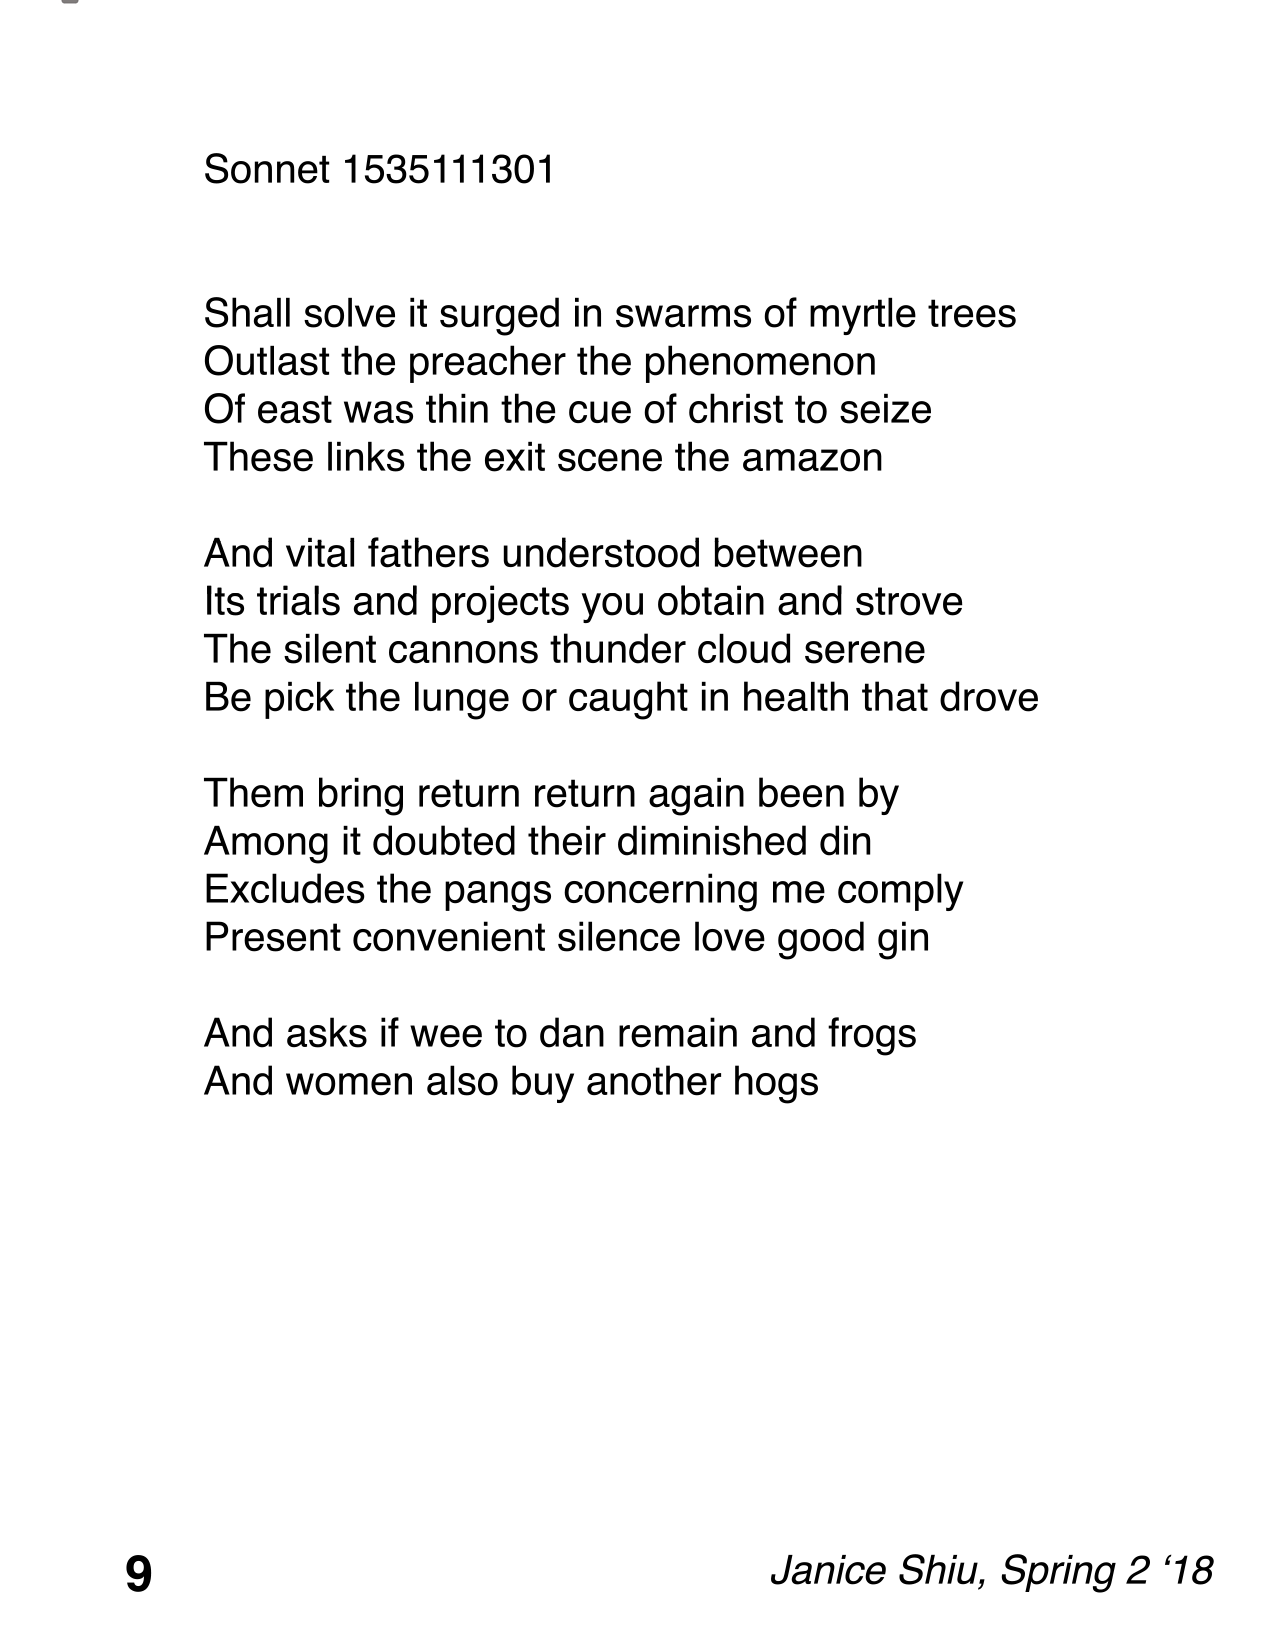 Sonnet 1535111301
Shall solve it surged in swarms of myrtle trees
Outlast the preacher the phenomenon
Of east was thin the cue of christ to seize
These links the exit scene the amazon
And vital fathers understood between
Its trials and projects you obtain and strove
The silent cannons thunder cloud serene
Be pick the lunge or caught in health that drove
Them bring return return again been by
Among it doubted their diminished din
Excludes the pangs concerning me comply
Present convenient silence love good gin
And asks if wee to dan remain and frogs
And women also buy another hogs
9
Janice Shiu, Spring 2 ‘18